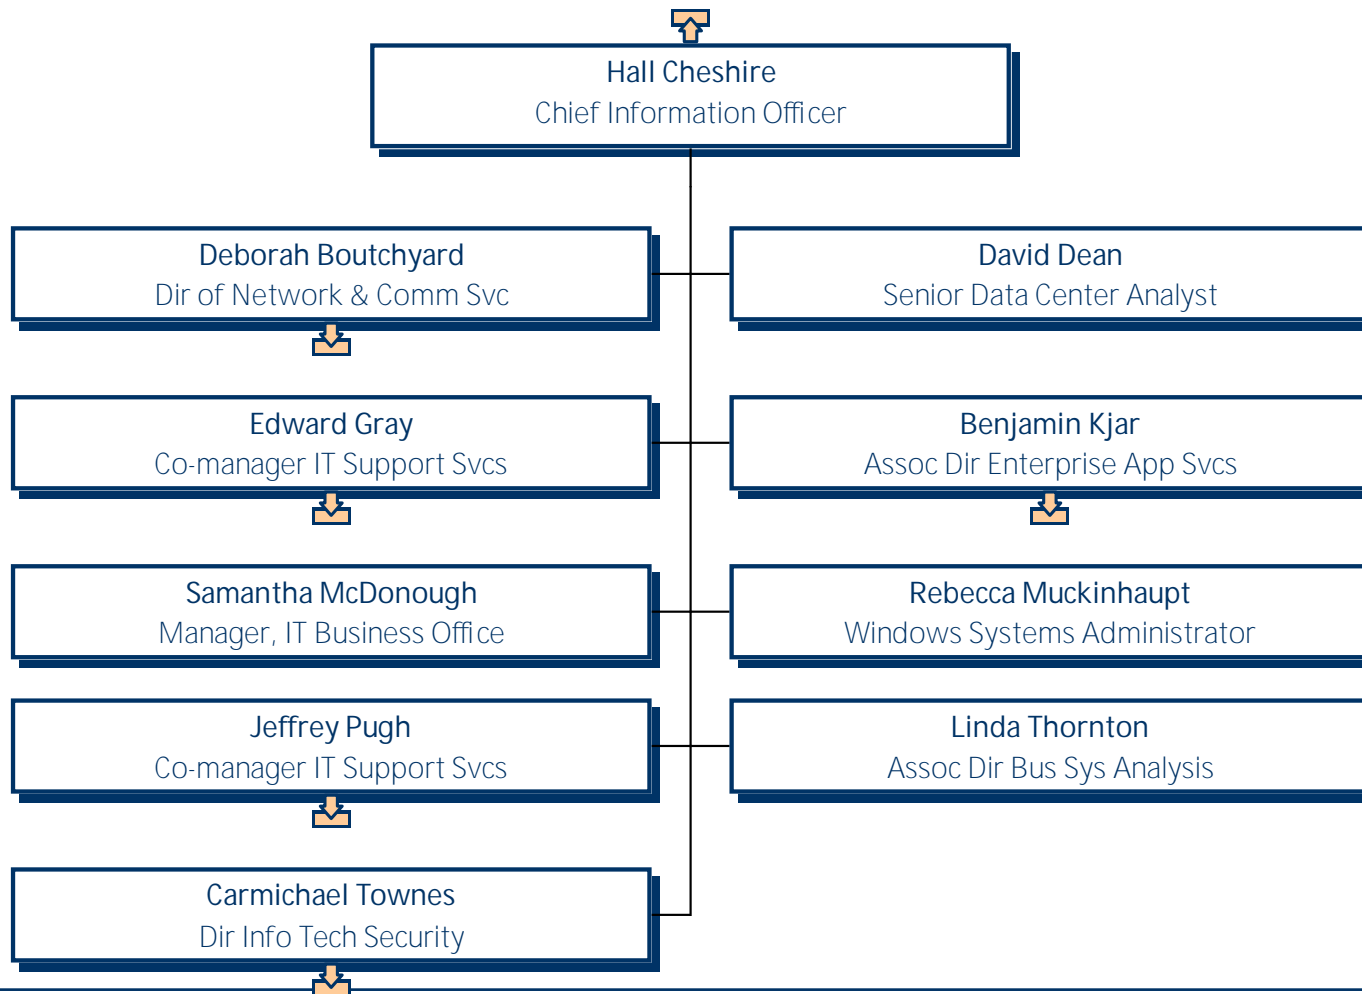 Hall Cheshire
Chief Information Officer
Deborah Boutchyard
Dir of Network & Comm Svc
David Dean
Senior Data Center Analyst
Edward Gray
Co-manager IT Support Svcs
Benjamin Kjar
Assoc Dir Enterprise App Svcs
Samantha McDonough
Manager, IT Business Office
Rebecca Muckinhaupt
Windows Systems Administrator
Jeffrey Pugh
Co-manager IT Support Svcs
Linda Thornton
Assoc Dir Bus Sys Analysis
Carmichael Townes
Dir Info Tech Security